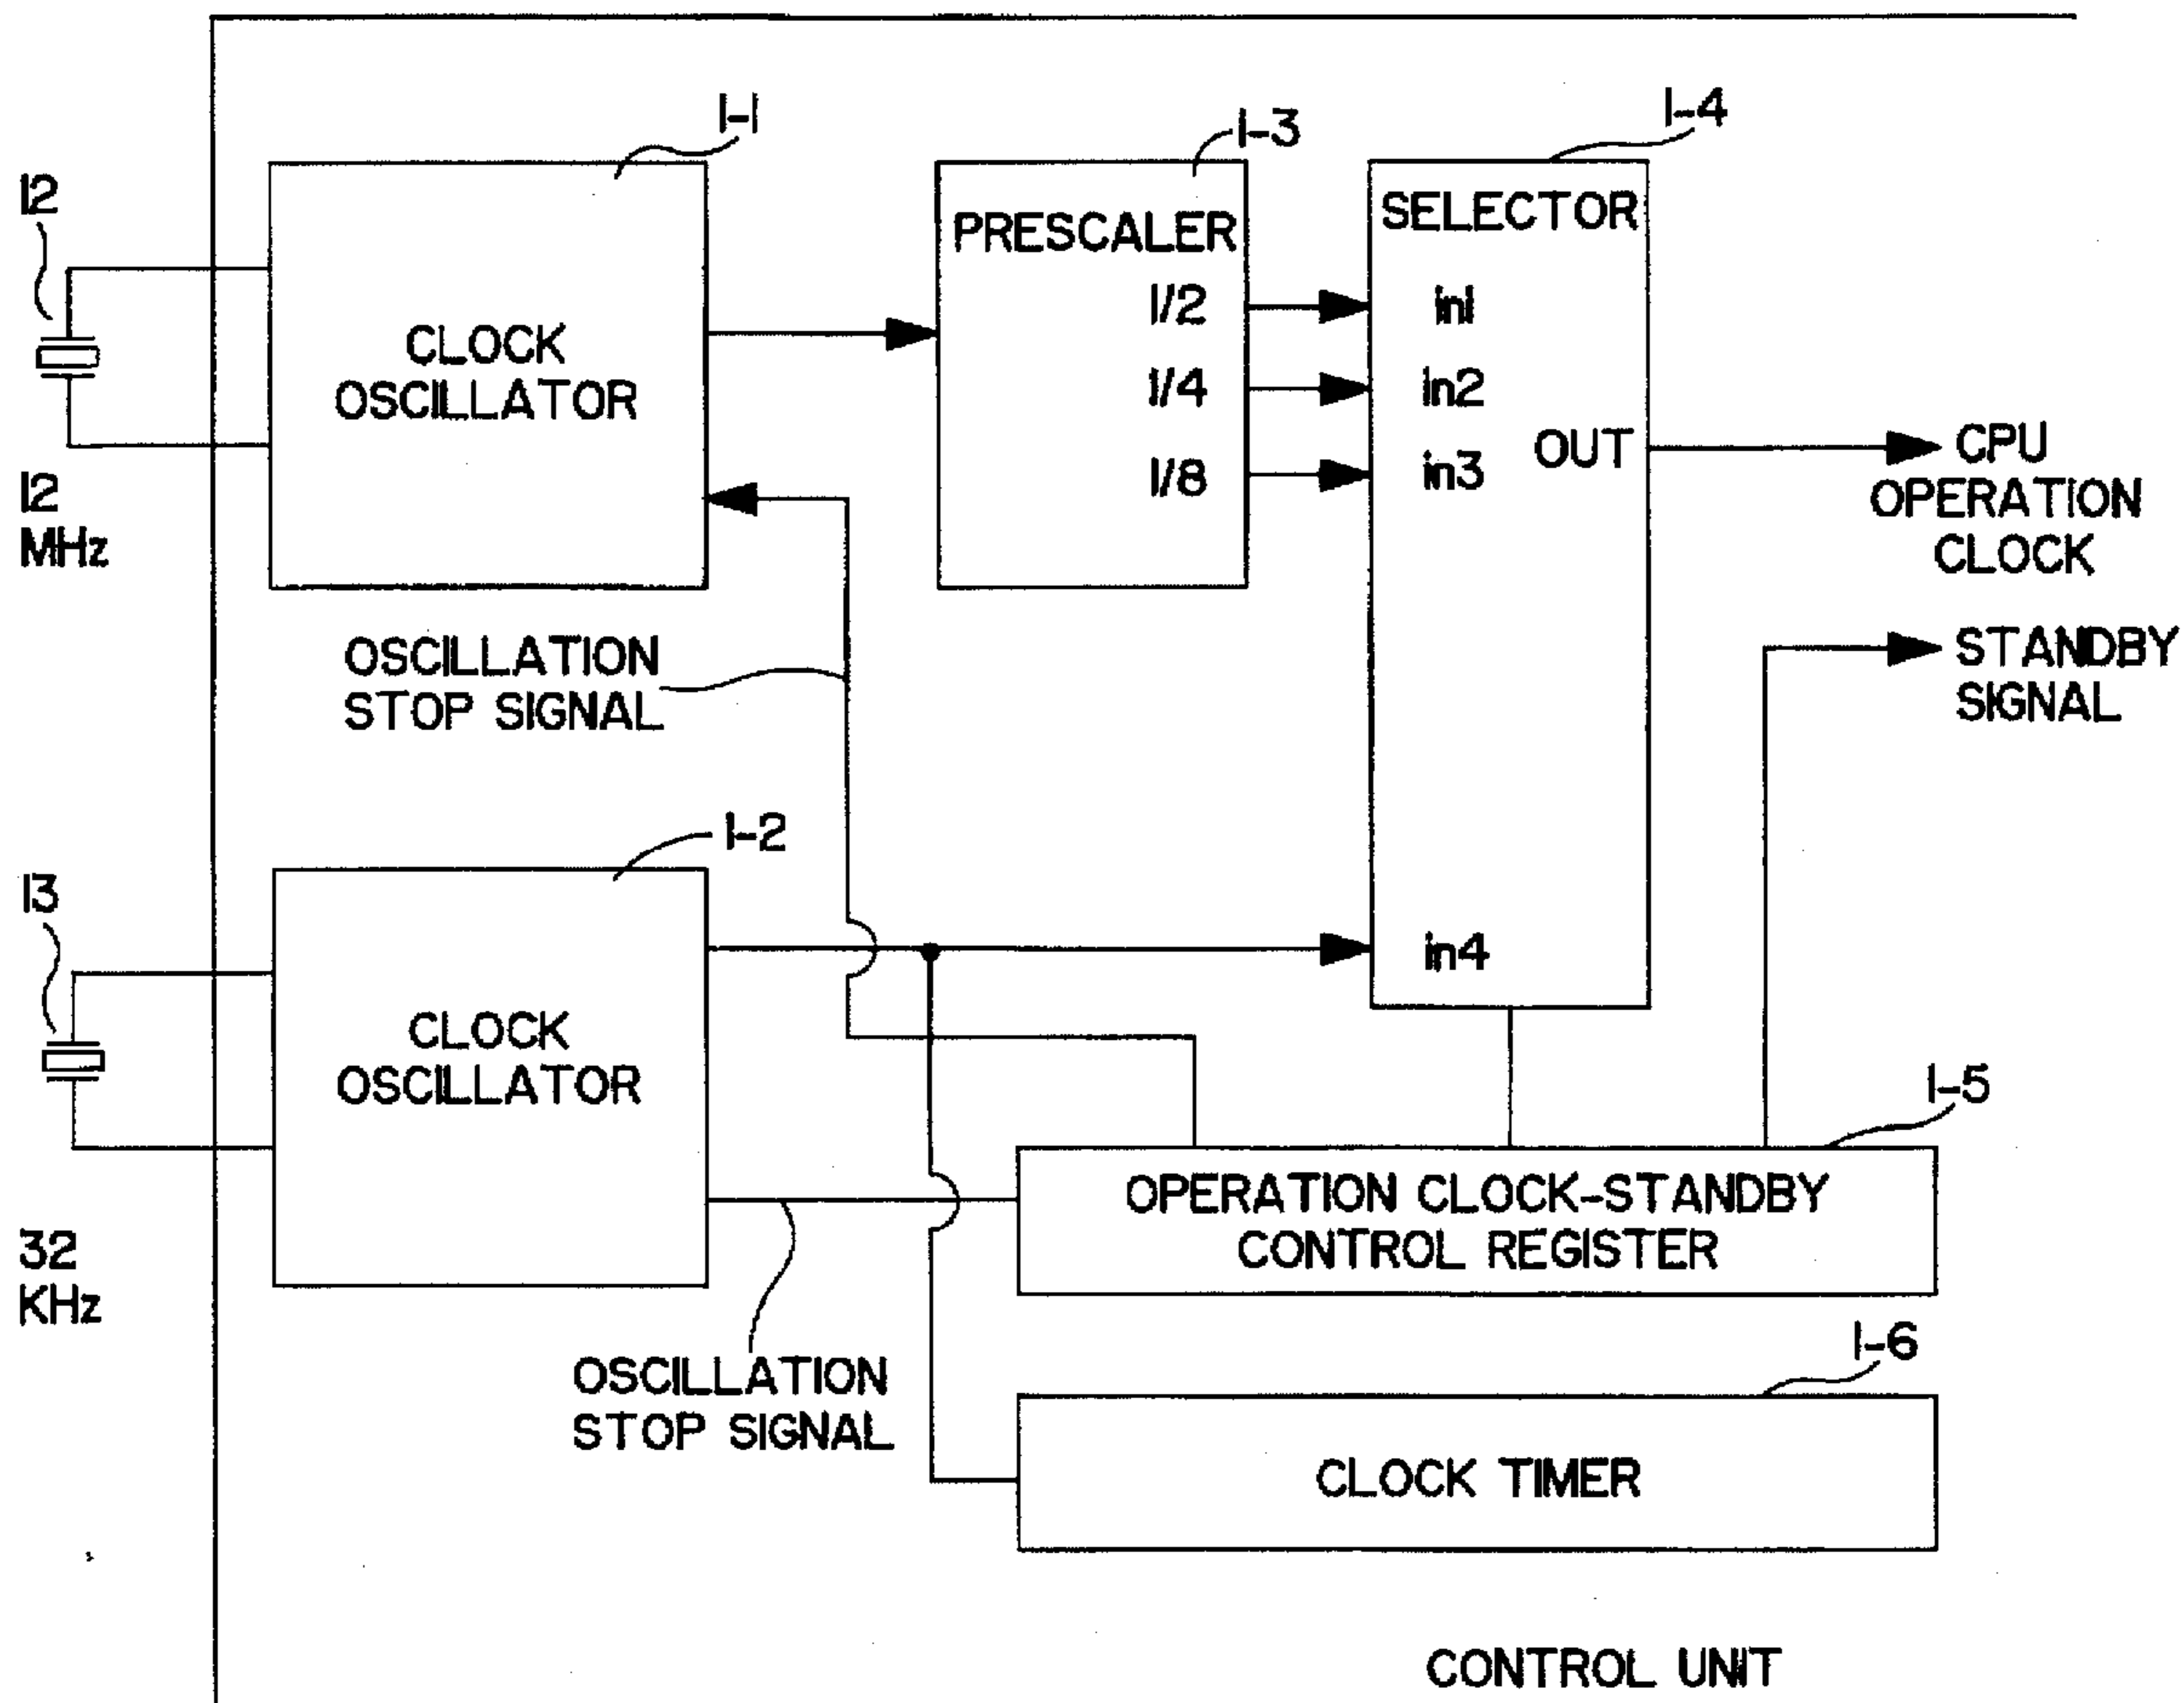 1-1
1-3
1-4
12
PRESCALER
SELECTOR
1/2
in1
CLOCK
OSCILLATOR
1/4
in2
OUT
CPU
OPERATION
CLOCK
1/8
in3
12
MHz
OSCILLATION
STOP SIGNAL
STANDBY
SIGNAL
1-2
13
in4
CLOCK
OSCILLATOR
1-5
OPERATION CLOCK-STANDBY
CONTROL REGISTER
32
KHz
1-6
OSCILLATION
STOP SIGNAL
CLOCK TIMER
CONTROL UNIT